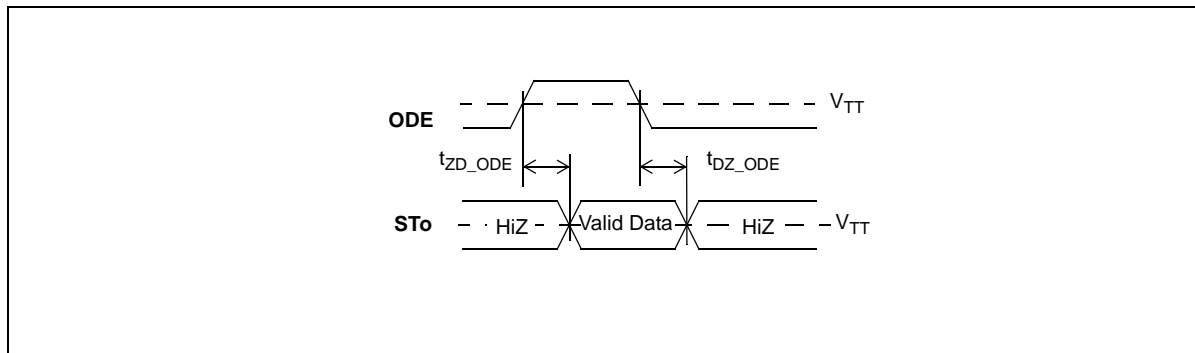 V_TT
ODE
t_ZD_ODE
t_DZ_ODE
STo
HiZ
Valid Data
HiZ
V_TT